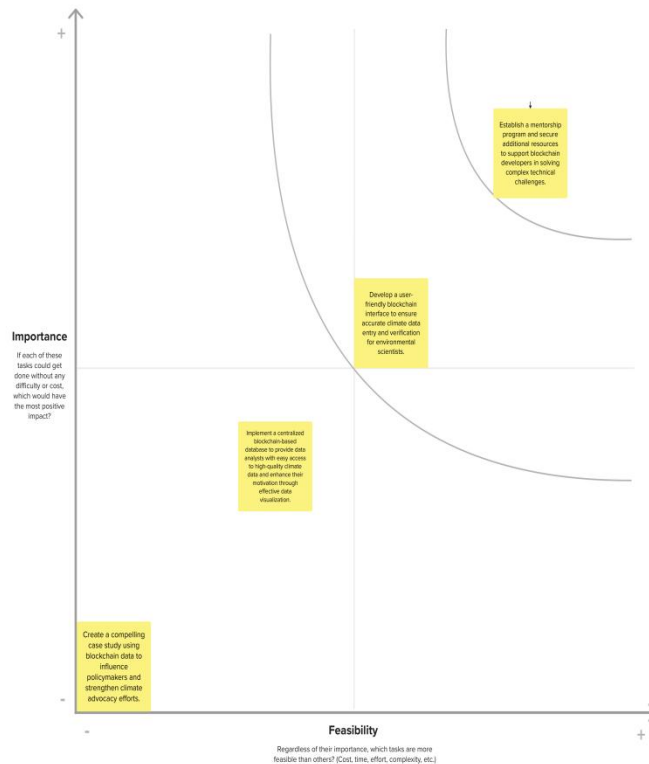 +
Establish a mentorship
program and secure
additional resources
to support blockchain
developers in solving
complex technical
challenges.
Develop a user-
friendly blockchain
interface to ensure
accurate climate data
entry and verification
for environmental
scientists.
Importance
If each of these
tasks could get
done without any
difficulty or cost,
which would have
the most positive
impact?
Implement a centralized
blockchain-based
database to provide data
analysts with easy access
to high-quality climate
data and enhance their
motivation through
effective data
visualization.
Create a compelling
case study using
blockchain data to
influence
policymakers and
strengthen climate
advocacy efforts.
-
-
Feasibility
+
Regardless of their importance, which tasks are more
feasible than others? (Cost, time, effort, complexity, etc.)